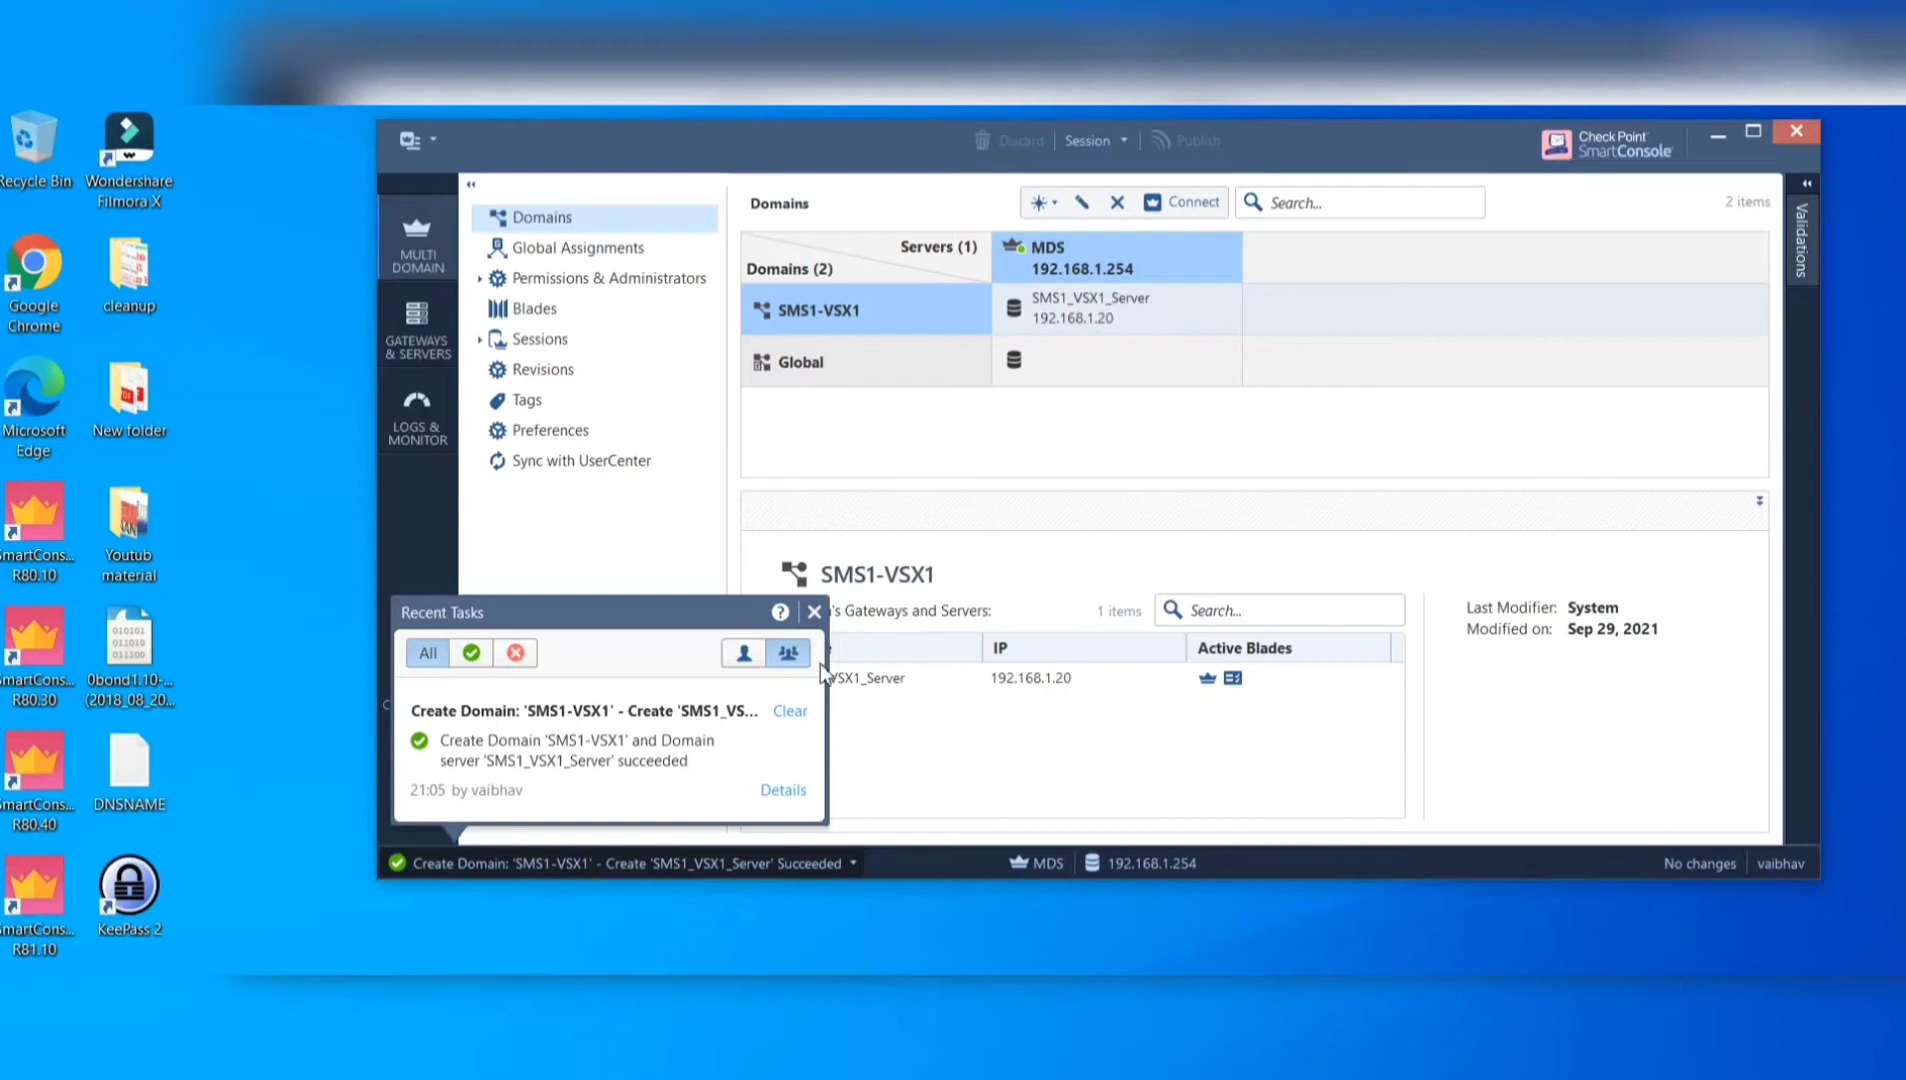 Recycle Bin
Wondershare
Filmora X
Google
Chrome
cleanup
Microsoft
Edge
New folder
SmartCons...
R80.10
Youtub
material
SmartCons...
R80.30
0bond1.10-...
(2018_08_20...
SmartCons...
R80.40
DNSNAME
SmartCons...
R81.10
KeePass 2
Discard
Session
Publish
Check Point
SmartConsole
MULTI
DOMAIN
GATEWAYS
& SERVERS
LOGS &
MONITOR
Domains
Global Assignments
Permissions & Administrators
Blades
Sessions
Revisions
Tags
Preferences
Sync with UserCenter
Domains
Connect
Search...
2 items
Validations
Servers (1)
Domains (2)
MDS
192.168.1.254
SMS1-VSX1
SMS1_VSX1_Server
192.168.1.20
Global
SMS1-VSX1
's Gateways and Servers:
1 items
Search...
IP
Active Blades
VSX1_Server
192.168.1.20
Last Modifier: System
Modified on: Sep 29, 2021
Recent Tasks
All
Create Domain: 'SMS1-VSX1' - Create 'SMS1_VS...
Clear
Create Domain 'SMS1-VSX1' and Domain
server 'SMS1_VSX1_Server' succeeded
21:05 by vaibhav
Details
Create Domain: 'SMS1-VSX1' - Create 'SMS1_VSX1_Server' Succeeded
MDS
192.168.1.254
No changes
vaibhav